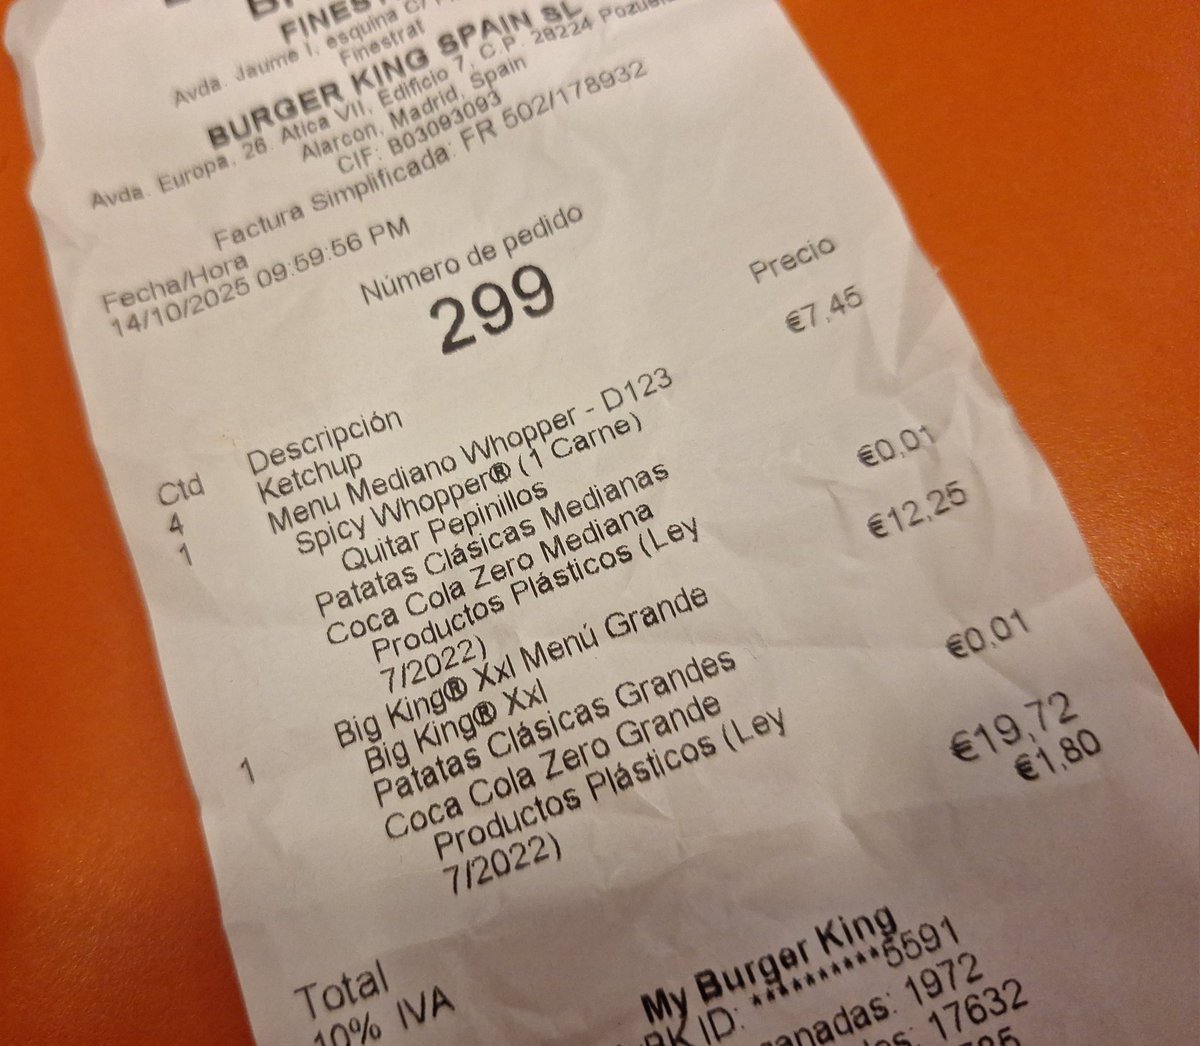 FINEST
Avda. Jaume I, esquina C/
Finestrat
BURGER KING SPAIN SL
Avda. Europa, 26. Atica VII, Edificio 7, C.P. 28224 Pozuelo
Alarcon, Madrid, Spain
CIF: B03093093
Factura Simplificada: FR 502/178932
Fecha/Hora
14/10/2025 09:59:56 PM
Número de pedido
299
Ctd Descripción Precio
4 Ketchup
1 Menu Mediano Whopper - D123 €7,45
Spicy Whopper® (1 Carne)
Quitar Pepinillos
Patatas Clásicas Medianas
Coca Cola Zero Mediana
Productos Plásticos (Ley €0,01
7/2022)
1 Big King® Xxl Menú Grande €12,25
Big King® Xxl
Patatas Clásicas Grandes
Coca Cola Zero Grande
Productos Plásticos (Ley €0,01
7/2022)
Total €19,72
10% IVA €1,80
My Burger King
BK ID: **********5591
ganadas: 1972
17632